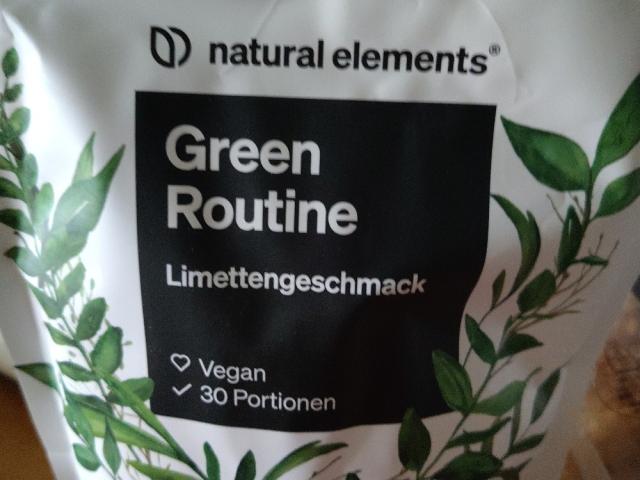 natural elements®
Green
Routine
Limettengeschmack
Vegan
30 Portionen